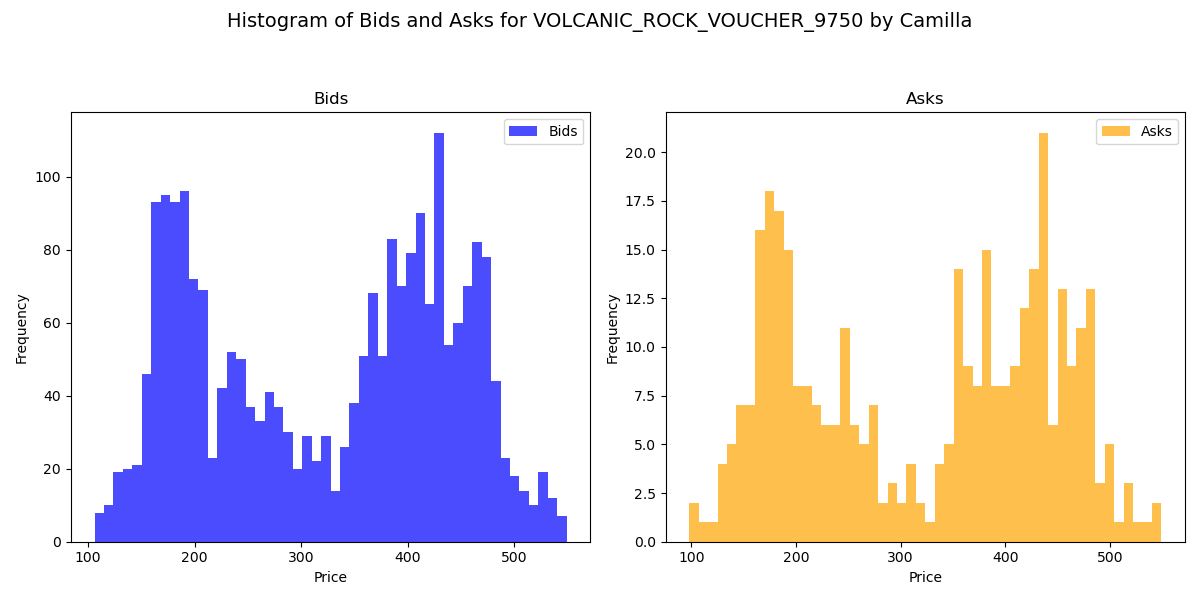 Histogram of Bids and Asks for VOLCANIC_ROCK_VOUCHER_9750 by Camilla
Bids
Bids
Frequency
100
80
60
40
20
0
100 200 300 400 500
Price
Asks
Asks
Frequency
20.0
17.5
15.0
12.5
10.0
7.5
5.0
2.5
0.0
100 200 300 400 500
Price